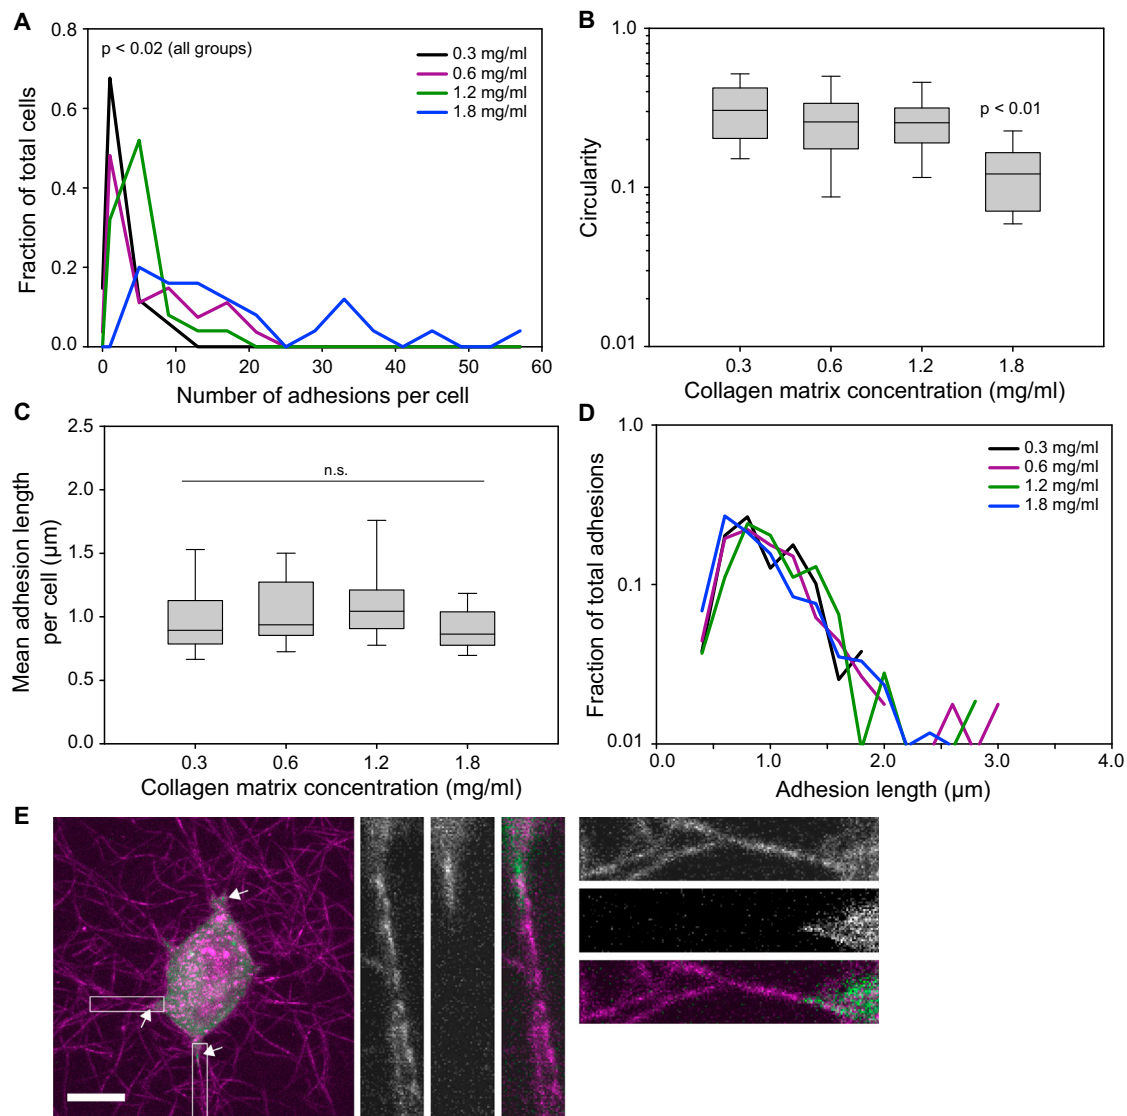 A
p < 0.02 (all groups)
0.3 mg/ml
0.6 mg/ml
1.2 mg/ml
1.8 mg/ml
Fraction of total cells
0.8
0.6
0.4
0.2
0.0
0 10 20 30 40 50 60
Number of adhesions per cell
B
1.0
0.1
0.01
Circularity
p < 0.01
0.3 0.6 1.2 1.8
Collagen matrix concentration (mg/ml)
C
2.5
2.0
1.5
1.0
0.5
0.0
Mean adhesion length
per cell (µm)
n.s.
0.3 0.6 1.2 1.8
Collagen matrix concentration (mg/ml)
D
1.0
0.1
0.01
Fraction of total adhesions
0.3 mg/ml
0.6 mg/ml
1.2 mg/ml
1.8 mg/ml
0.0 1.0 2.0 3.0 4.0
Adhesion length (µm)
E